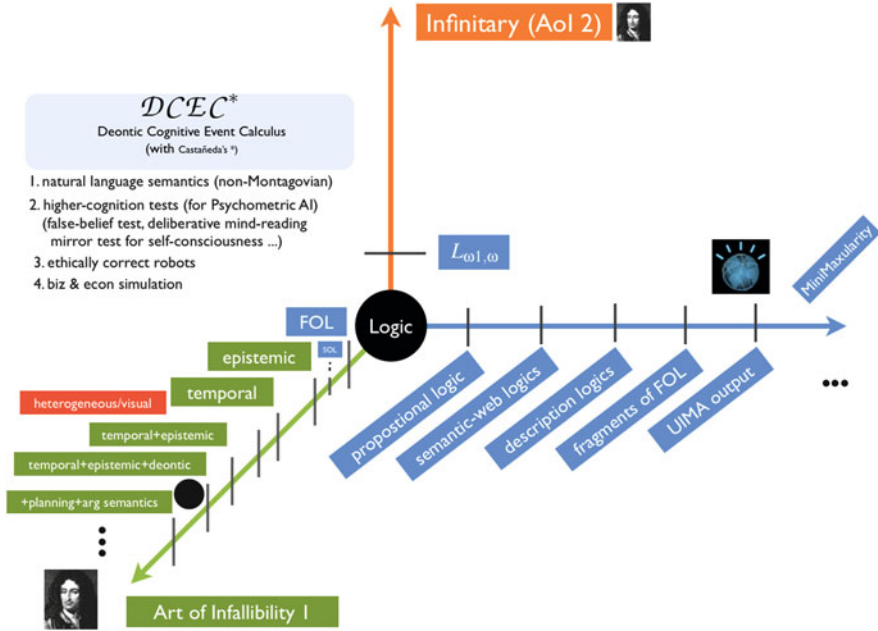 Infinitary (AoI 2)
DCEC*
Deontic Cognitive Event Calculus
(with Castañeda's *)
1. natural language semantics (non-Montagovian)
2. higher-cognition tests (for Psychometric AI)
(false-belief test, deliberative mind-reading
mirror test for self-consciousness ...)
3. ethically correct robots
4. biz & econ simulation
Lω1,ω
MiniMaxularity
FOL
Logic
SOL
epistemic
temporal
heterogeneous/visual
temporal+epistemic
temporal+epistemic+deontic
+planning+arg semantics
propostional logic
semantic-web logics
description logics
fragments of FOL
UIMA output
...
Art of Infallibility 1